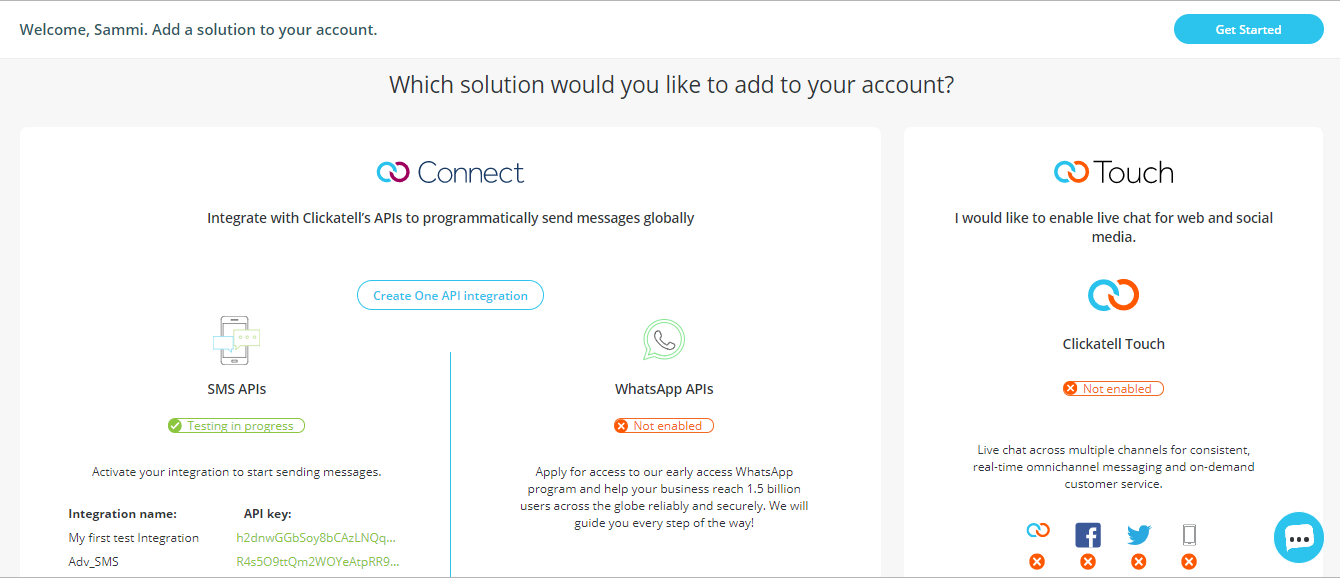 Welcome, Sammi. Add a solution to your account.
Get Started
Which solution would you like to add to your account?
Connect
Integrate with Clickatell’s APIs to programmatically send messages globally
Create One API integration
SMS APIs
Testing in progress
Activate your integration to start sending messages.
Integration name: API key:
My first test Integration h2dnwGGbSoy8bCAzLNQq...
Adv_SMS R4s5O9ttQm2WOYeAtpRR9...
WhatsApp APIs
Not enabled
Apply for access to our early access WhatsApp
program and help your business reach 1.5 billion
users across the globe reliably and securely. We will
guide you every step of the way!
Touch
I would like to enable live chat for web and social
media.
Clickatell Touch
Not enabled
Live chat across multiple channels for consistent,
real-time omnichannel messaging and on-demand
customer service.